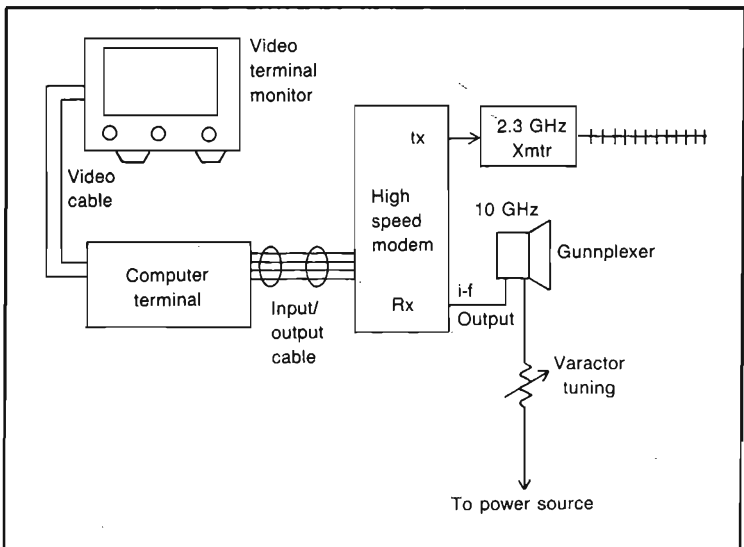 Video
terminal
monitor
Video
cable
Computer
terminal
Input/
output
cable
tx
High
speed
modem
Rx
2.3 GHz
Xmtr
10 GHz
Gunnplexer
i-f
Output
Varactor
tuning
To power source